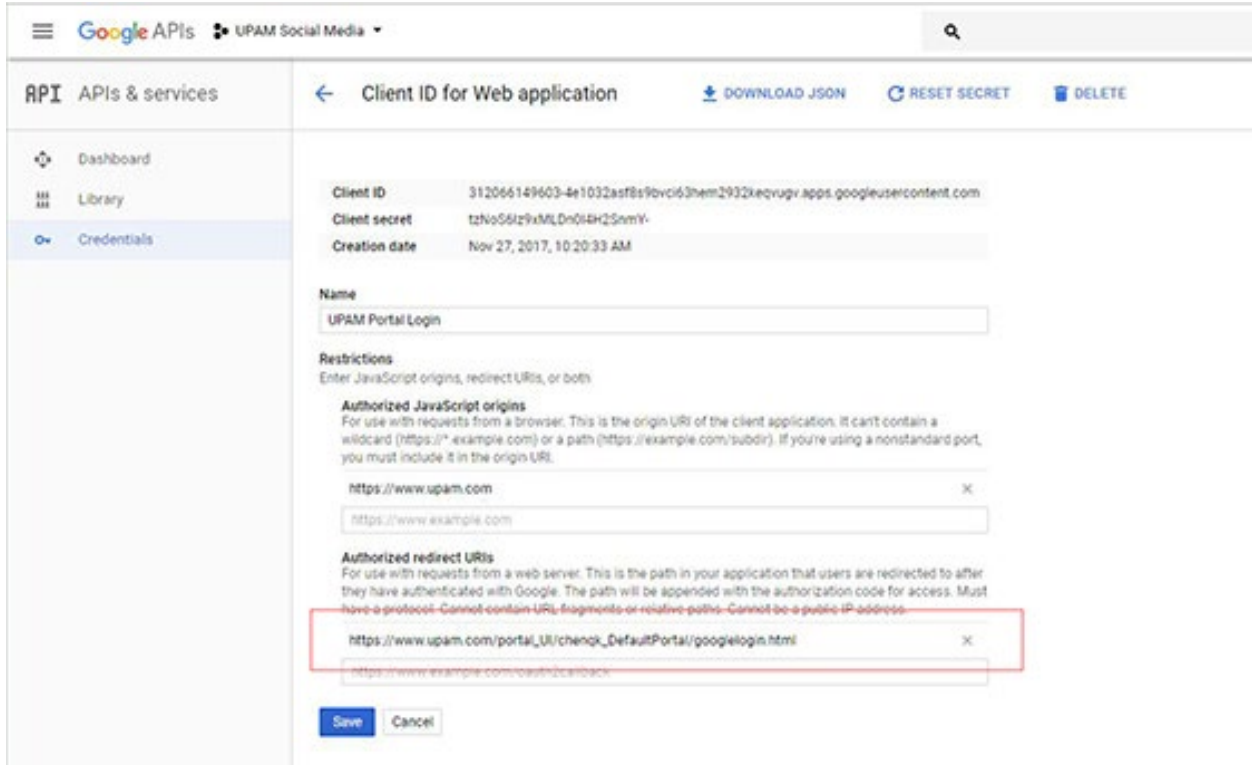 Google APIs UPAM Social Media
API APIs & services
Client ID for Web application DOWNLOAD JSON RESET SECRET DELETE
Dashboard
Library
Credentials
Client ID 312066149603-4e1032asf8s9bvci63hem2932keqvugv.apps.googleusercontent.com
Client secret
Creation date Nov 27, 2017, 10:20:33 AM
Name
UPAM Portal Login
Restrictions
Enter JavaScript origins, redirect URIs, or both
Authorized JavaScript origins
For use with requests from a browser. This is the origin URI of the client application. It can't contain a
wildcard (https://*.example.com) or a path (https://example.com/subdir). If you're using a nonstandard port,
you must include it in the origin URI.
https://www.upam.com
https://www.example.com
Authorized redirect URIs
For use with requests from a web server. This is the path in your application that users are redirected to after
they have authenticated with Google. The path will be appended with the authorization code for access. Must
have a protocol. Cannot contain URL fragments or relative paths. Cannot be a public IP address.
https://www.upam.com/portal_UI/chenqk_DefaultPortal/googlelogin.html
https://www.example.com/oauth2callback
Save Cancel